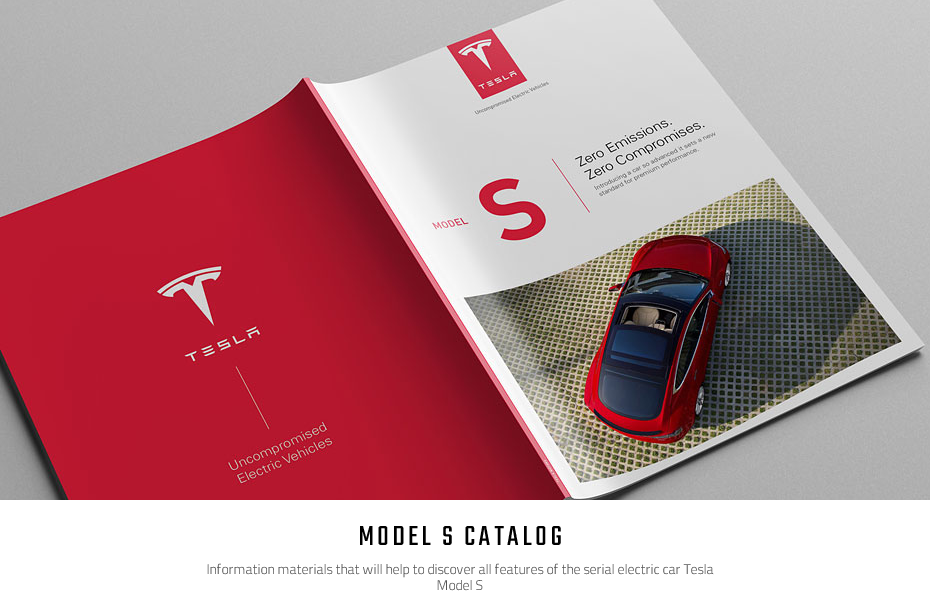 TESLA
Uncompromised Electric Vehicles
Zero Emissions.
Zero Compromises.
Introducing a car so advanced it sets a new
standard for premium performance.
MODEL S
TESLA
Uncompromised
Electric Vehicles
MODEL S CATALOG
Information materials that will help to discover all features of the serial electric car Tesla
Model S